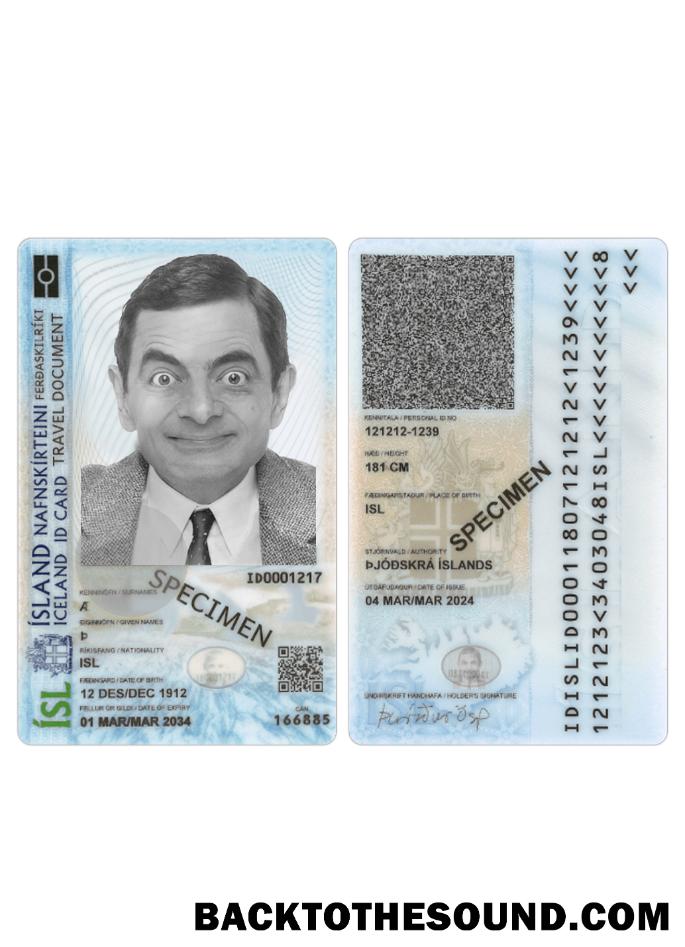 ÍSLAND NAFNSKÍRTEINI FERÐASKILRÍKI
ICELAND ID CARD TRAVEL DOCUMENT
ÍSL
SPECIMEN
ID0001217
KENNINÖFN / SURNAMES
Æ
EIGINNÖFN / GIVEN NAMES
Þ
RÍKISFANG / NATIONALITY
ISL
FÆÐINGARD / DATE OF BIRTH
12 DES/DEC 1912
FELLUR ÚR GILDI / DATE OF EXPIRY
01 MAR/MAR 2034
CAN
166885
KENNITALA / PERSONAL ID NO
121212-1239
HÆÐ / HEIGHT
181 CM
FÆÐINGARSTAÐUR / PLACE OF BIRTH
ISL
SPECIMEN
STJÓRNVALD / AUTHORITY
ÞJÓÐSKRÁ ÍSLANDS
ÚTGÁFUDAGUR / DATE OF ISSUE
04 MAR/MAR 2024
UNDIRSKRIFT HANDHAFA / HOLDER'S SIGNATURE
IDISLID00011807121212<1239<<<<
1212123<3403048ISL<<<<<<<<<<<8
<<<
BACKTOTHESOUND.COM